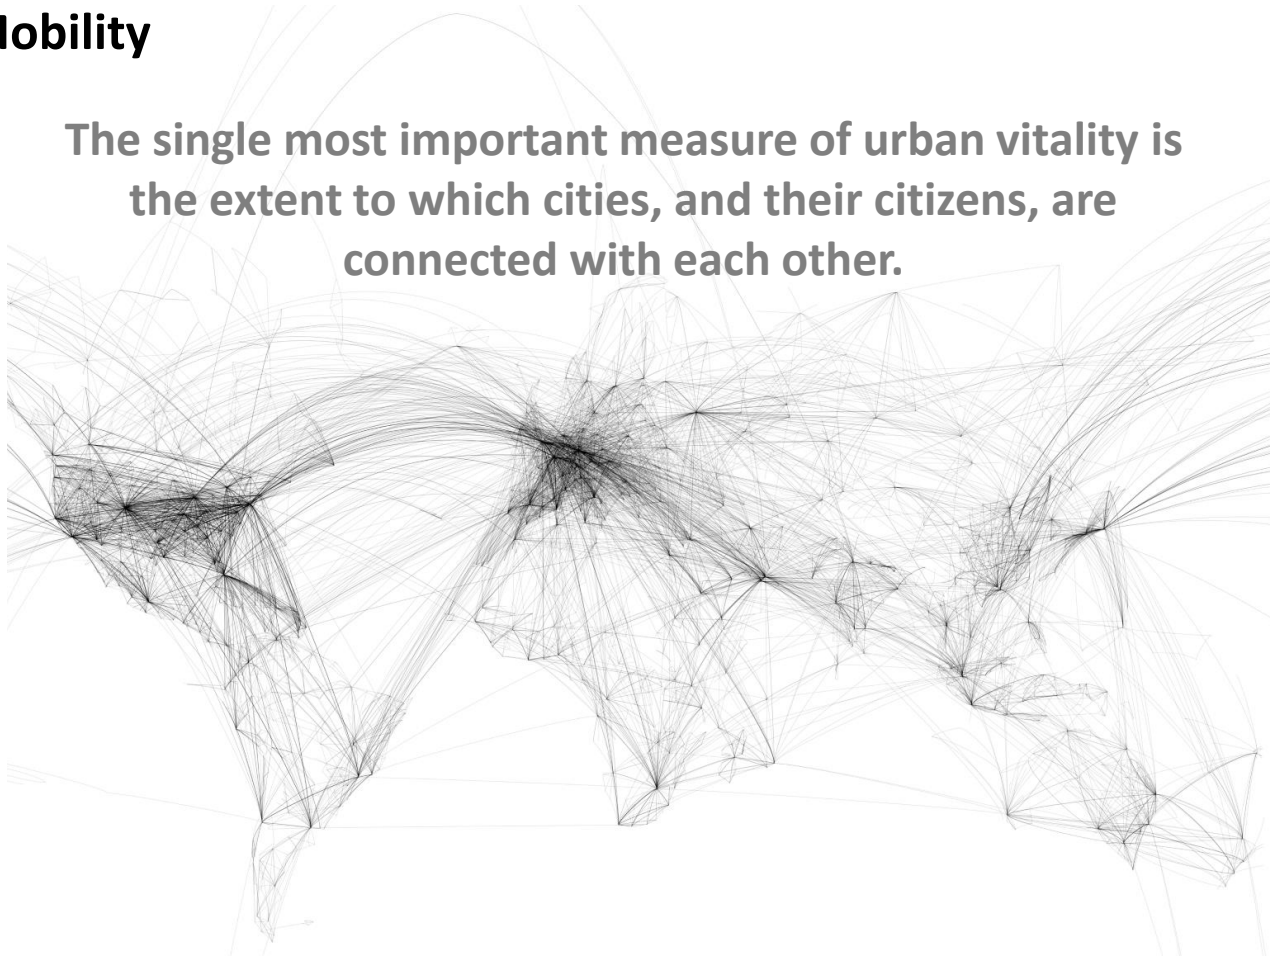 lobility
The single most important measure of urban vitality is
the extent to which cities, and their citizens, are
connected with each other.